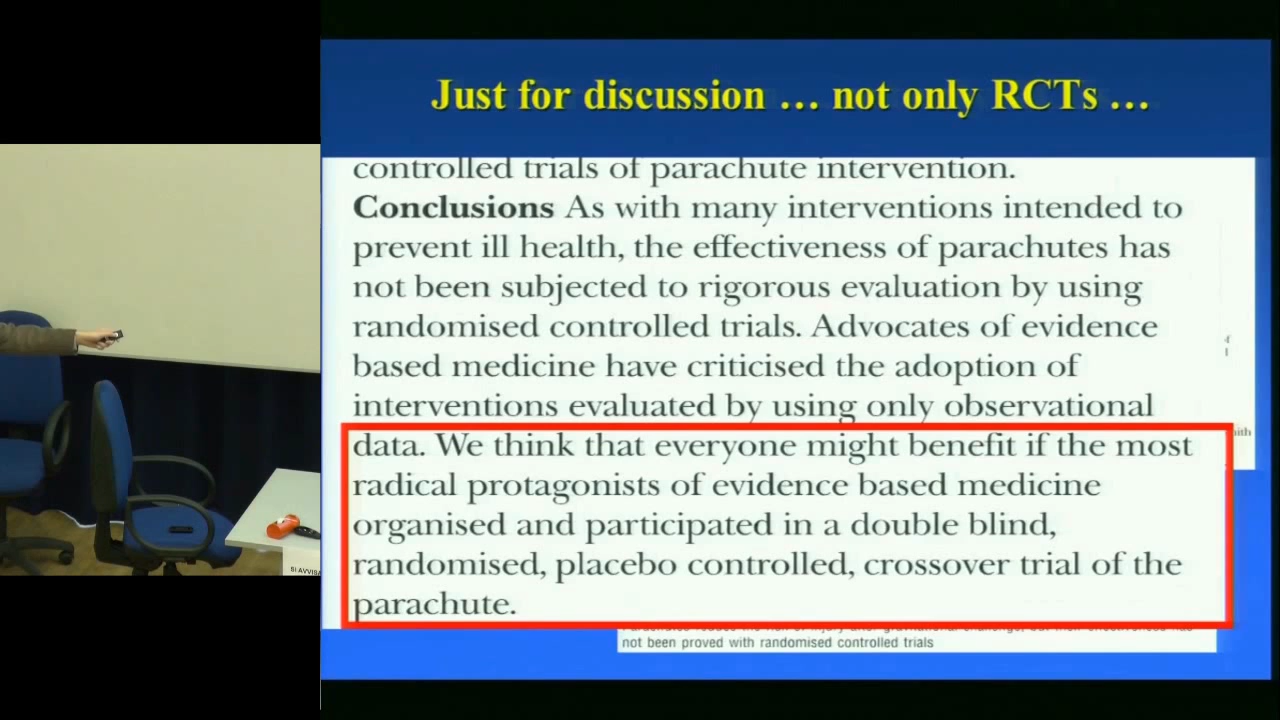 Just for discussion … not only RCTs …
controlled trials of parachute intervention.
Conclusions As with many interventions intended to
prevent ill health, the effectiveness of parachutes has
not been subjected to rigorous evaluation by using
randomised controlled trials. Advocates of evidence
based medicine have criticised the adoption of
interventions evaluated by using only observational
data. We think that everyone might benefit if the most
radical protagonists of evidence based medicine
organised and participated in a double blind,
randomised, placebo controlled, crossover trial of the
parachute.
not been proved with randomised controlled trials
SI AVVISA